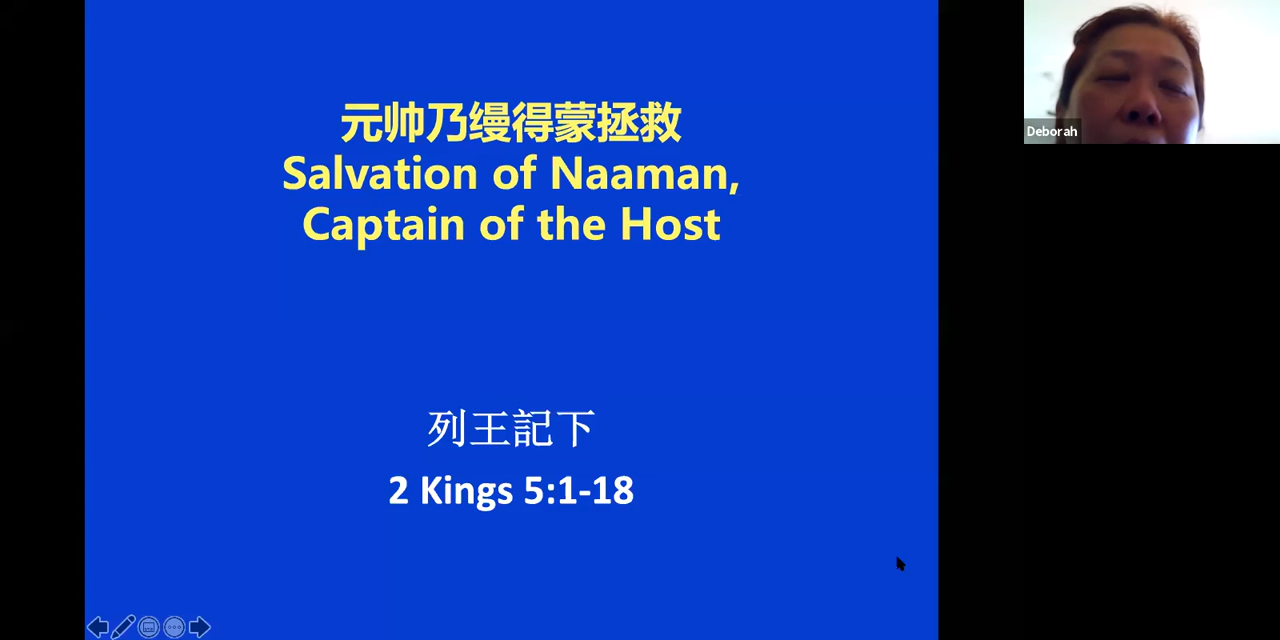 元帅乃缦得蒙拯救
Salvation of Naaman,
Captain of the Host
列王記下
2 Kings 5:1-18
Deborah